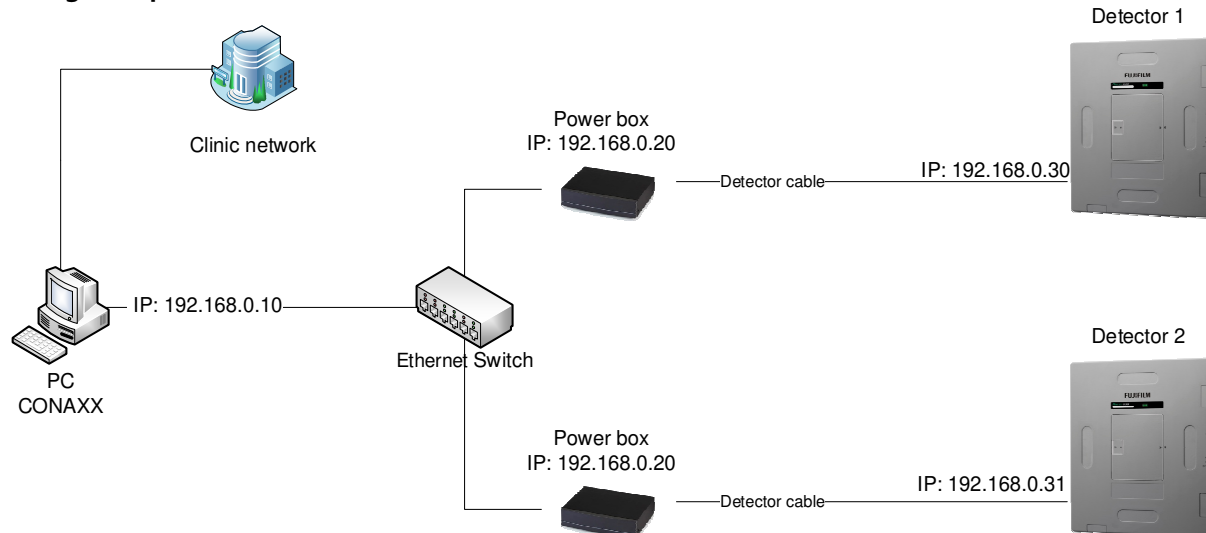 Detector 1
FUJIFILM
Clinic network
Power box
IP: 192.168.0.20
Detector cable
IP: 192.168.0.30
IP: 192.168.0.10
Ethernet Switch
PC
CONAXX
Detector 2
FUJIFILM
Power box
IP: 192.168.0.20
Detector cable
IP: 192.168.0.31